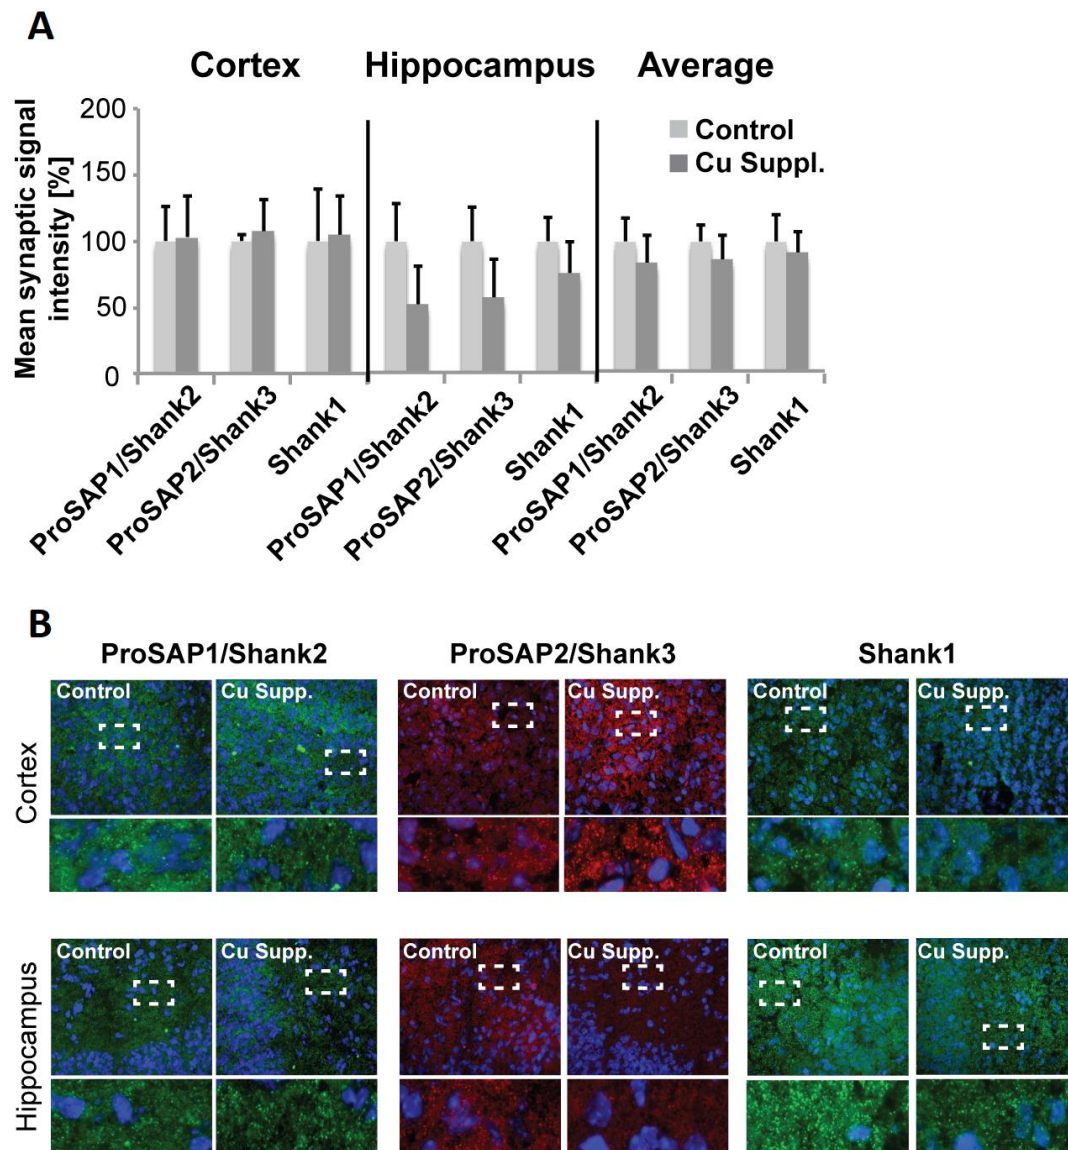 A
Cortex Hippocampus Average
Mean synaptic signal
intensity [%]
200
150
100
50
0
Control
Cu Suppl.
ProSAP1/Shank2
ProSAP2/Shank3
Shank1
ProSAP1/Shank2
ProSAP2/Shank3
Shank1
ProSAP1/Shank2
ProSAP2/Shank3
Shank1
B
ProSAP1/Shank2 ProSAP2/Shank3 Shank1
Cortex
Control Cu Supp. Control Cu Supp. Control Cu Supp.
Hippocampus
Control Cu Supp. Control Cu Supp. Control Cu Supp.